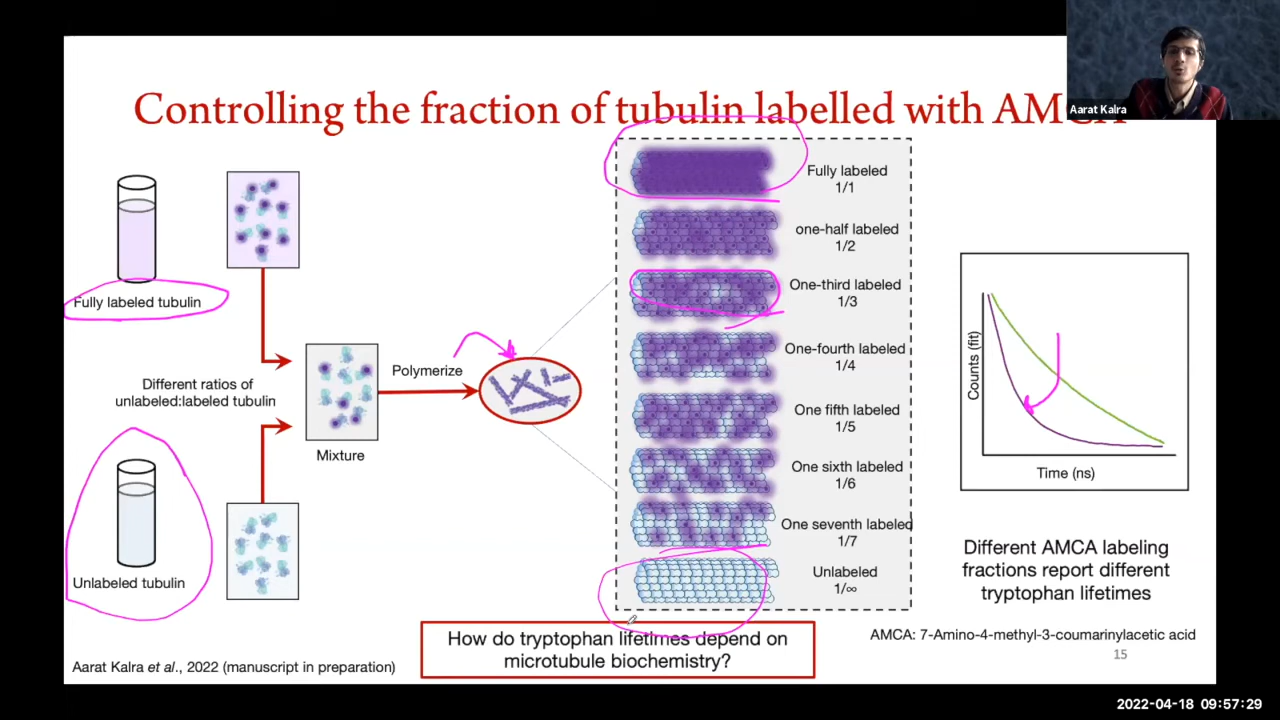 Controlling the fraction of tubulin labelled with AMCA
Aarat Kalra
Fully labeled tubulin
Different ratios of
unlabeled:labeled tubulin
Unlabeled tubulin
Mixture
Polymerize
Fully labeled
1/1
one-half labeled
1/2
One-third labeled
1/3
One-fourth labeled
1/4
One fifth labeled
1/5
One sixth labeled
1/6
One seventh labeled
1/7
Unlabeled
1/∞
Counts (fit)
Time (ns)
Different AMCA labeling
fractions report different
tryptophan lifetimes
How do tryptophan lifetimes depend on
microtubule biochemistry?
AMCA: 7-Amino-4-methyl-3-coumarinylacetic acid
15
Aarat Kalra et al., 2022 (manuscript in preparation)
2022-04-18 09:57:29